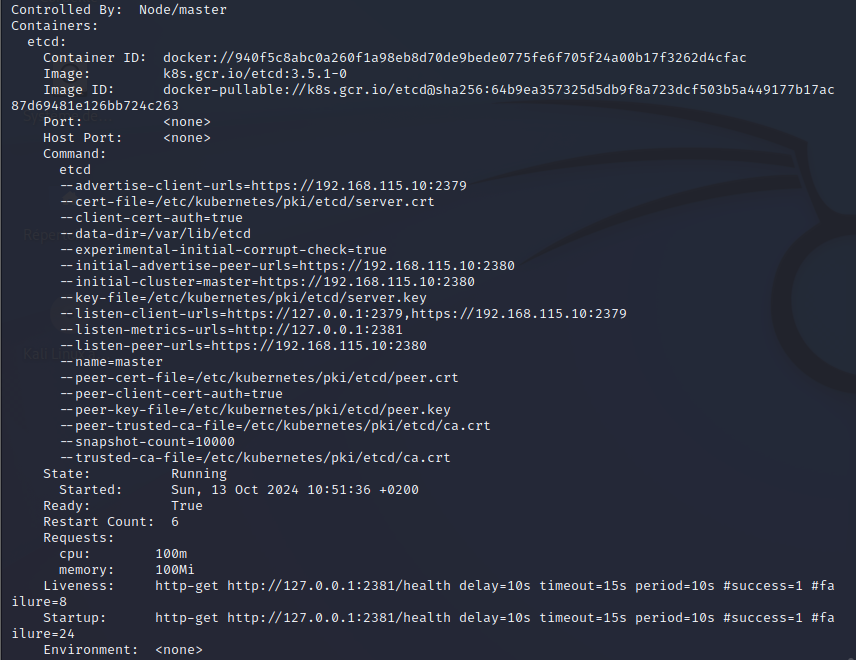 Controlled By:  Node/master
Containers:
  etcd:
    Container ID:  docker://940f5c8abc0a260f1a98eb8d70de9bede0775fe6f705f24a00b17f3262d4cfac
    Image:         k8s.gcr.io/etcd:3.5.1-0
    Image ID:      docker-pullable://k8s.gcr.io/etcd@sha256:64b9ea357325d5db9f8a723dcf503b5a449177b17ac
87d69481e126bb724c263
    Port:          <none>
    Host Port:     <none>
    Command:
      etcd
      --advertise-client-urls=https://192.168.115.10:2379
      --cert-file=/etc/kubernetes/pki/etcd/server.crt
      --client-cert-auth=true
      --data-dir=/var/lib/etcd
      --experimental-initial-corrupt-check=true
      --initial-advertise-peer-urls=https://192.168.115.10:2380
      --initial-cluster=master=https://192.168.115.10:2380
      --key-file=/etc/kubernetes/pki/etcd/server.key
      --listen-client-urls=https://127.0.0.1:2379,https://192.168.115.10:2379
      --listen-metrics-urls=http://127.0.0.1:2381
      --listen-peer-urls=https://192.168.115.10:2380
      --name=master
      --peer-cert-file=/etc/kubernetes/pki/etcd/peer.crt
      --peer-client-cert-auth=true
      --peer-key-file=/etc/kubernetes/pki/etcd/peer.key
      --peer-trusted-ca-file=/etc/kubernetes/pki/etcd/ca.crt
      --snapshot-count=10000
      --trusted-ca-file=/etc/kubernetes/pki/etcd/ca.crt
    State:          Running
      Started:      Sun, 13 Oct 2024 10:51:36 +0200
    Ready:          True
    Restart Count:  6
    Requests:
      cpu:        100m
      memory:     100Mi
    Liveness:     http-get http://127.0.0.1:2381/health delay=10s timeout=15s period=10s #success=1 #fa
ilure=8
    Startup:      http-get http://127.0.0.1:2381/health delay=10s timeout=15s period=10s #success=1 #fa
ilure=24
    Environment:  <none>